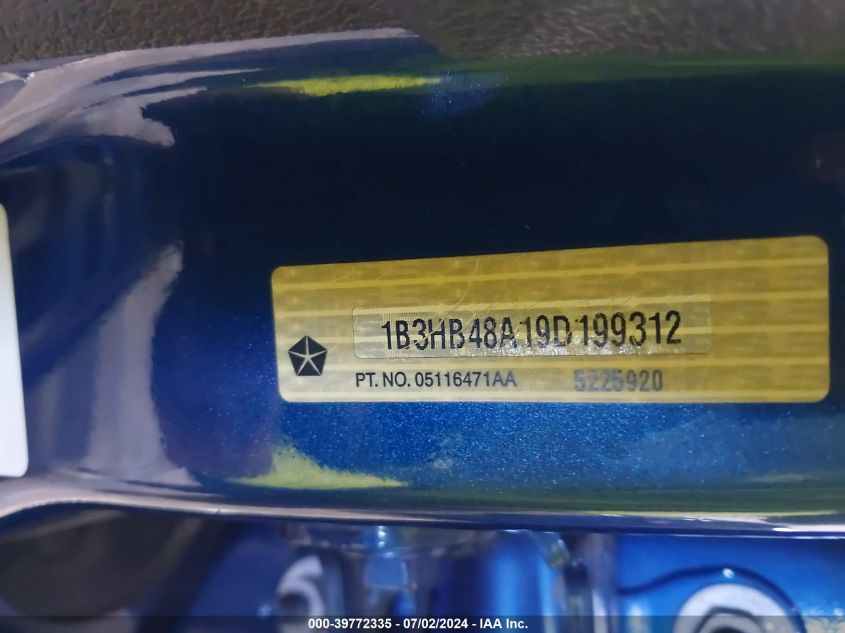 1B3HB48A19D199312
PT. NO. 05116471AA 5225920
000-39772335 - 07/02/2024 - IAA Inc.